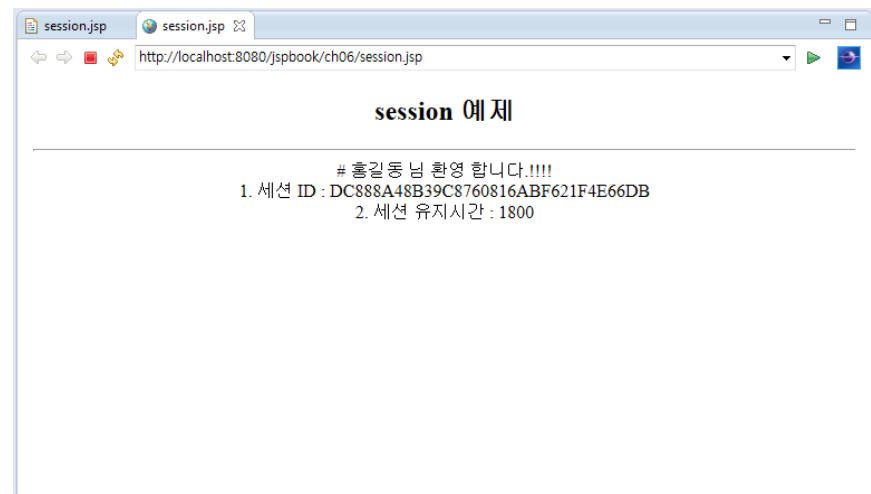 session.jsp
session.jsp
http://localhost:8080/jspbook/ch06/session.jsp
session 예제
# 홍길동 님 환영 합니다.!!!!
1. 세션 ID : DC888A48B39C8760816ABF621F4E66DB
2. 세션 유지시간 : 1800